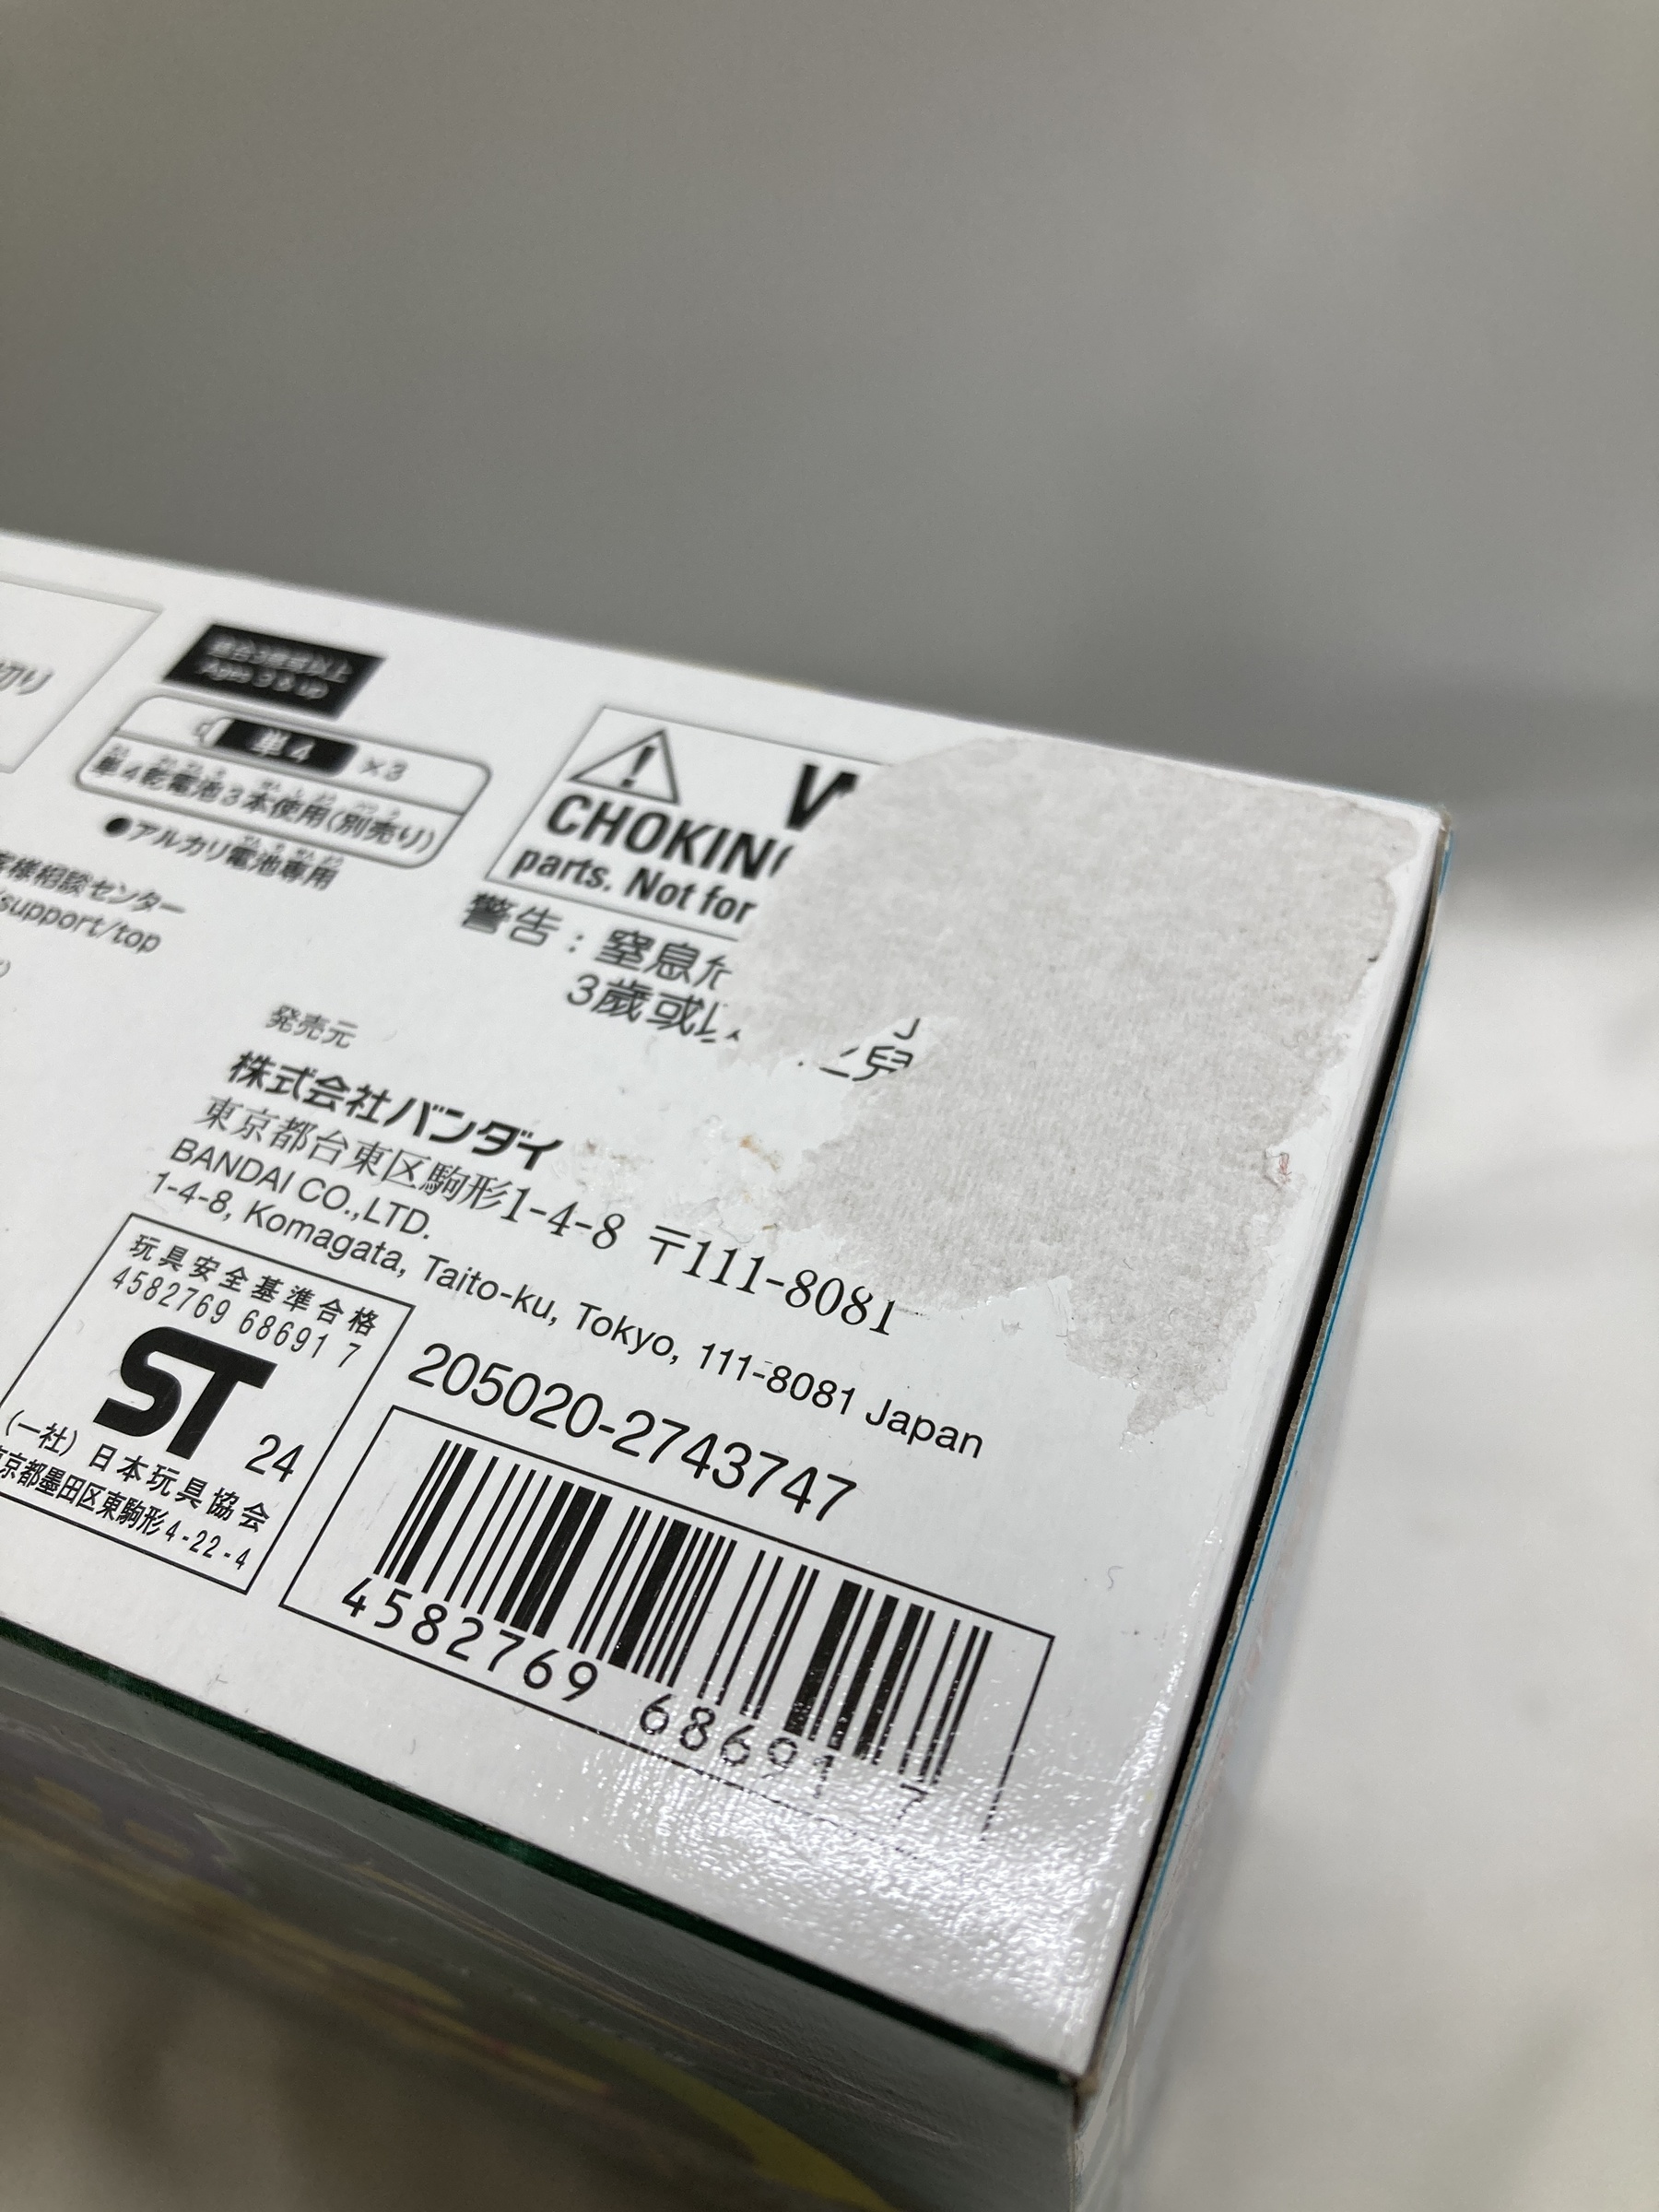 切り
対象年齢3歳以上
Ages 3 & up
単4 ×3
単4乾電池3本使用(別売り)
●アルカリ電池専用
客様相談センター
/support/top
CHOKIN
parts. Not for
警告：窒息
3歲或
兒
発売元
株式会社バンダイ
東京都台東区駒形1-4-8 〒111-8081
BANDAI CO.,LTD.
1-4-8, Komagata, Taito-ku, Tokyo, 111-8081 Japan
玩具安全基準合格
4582769 68691 7
ST 24
(一社) 日本玩具協会
東京都墨田区東駒形4-22-4
205020-2743747
4582769 686917